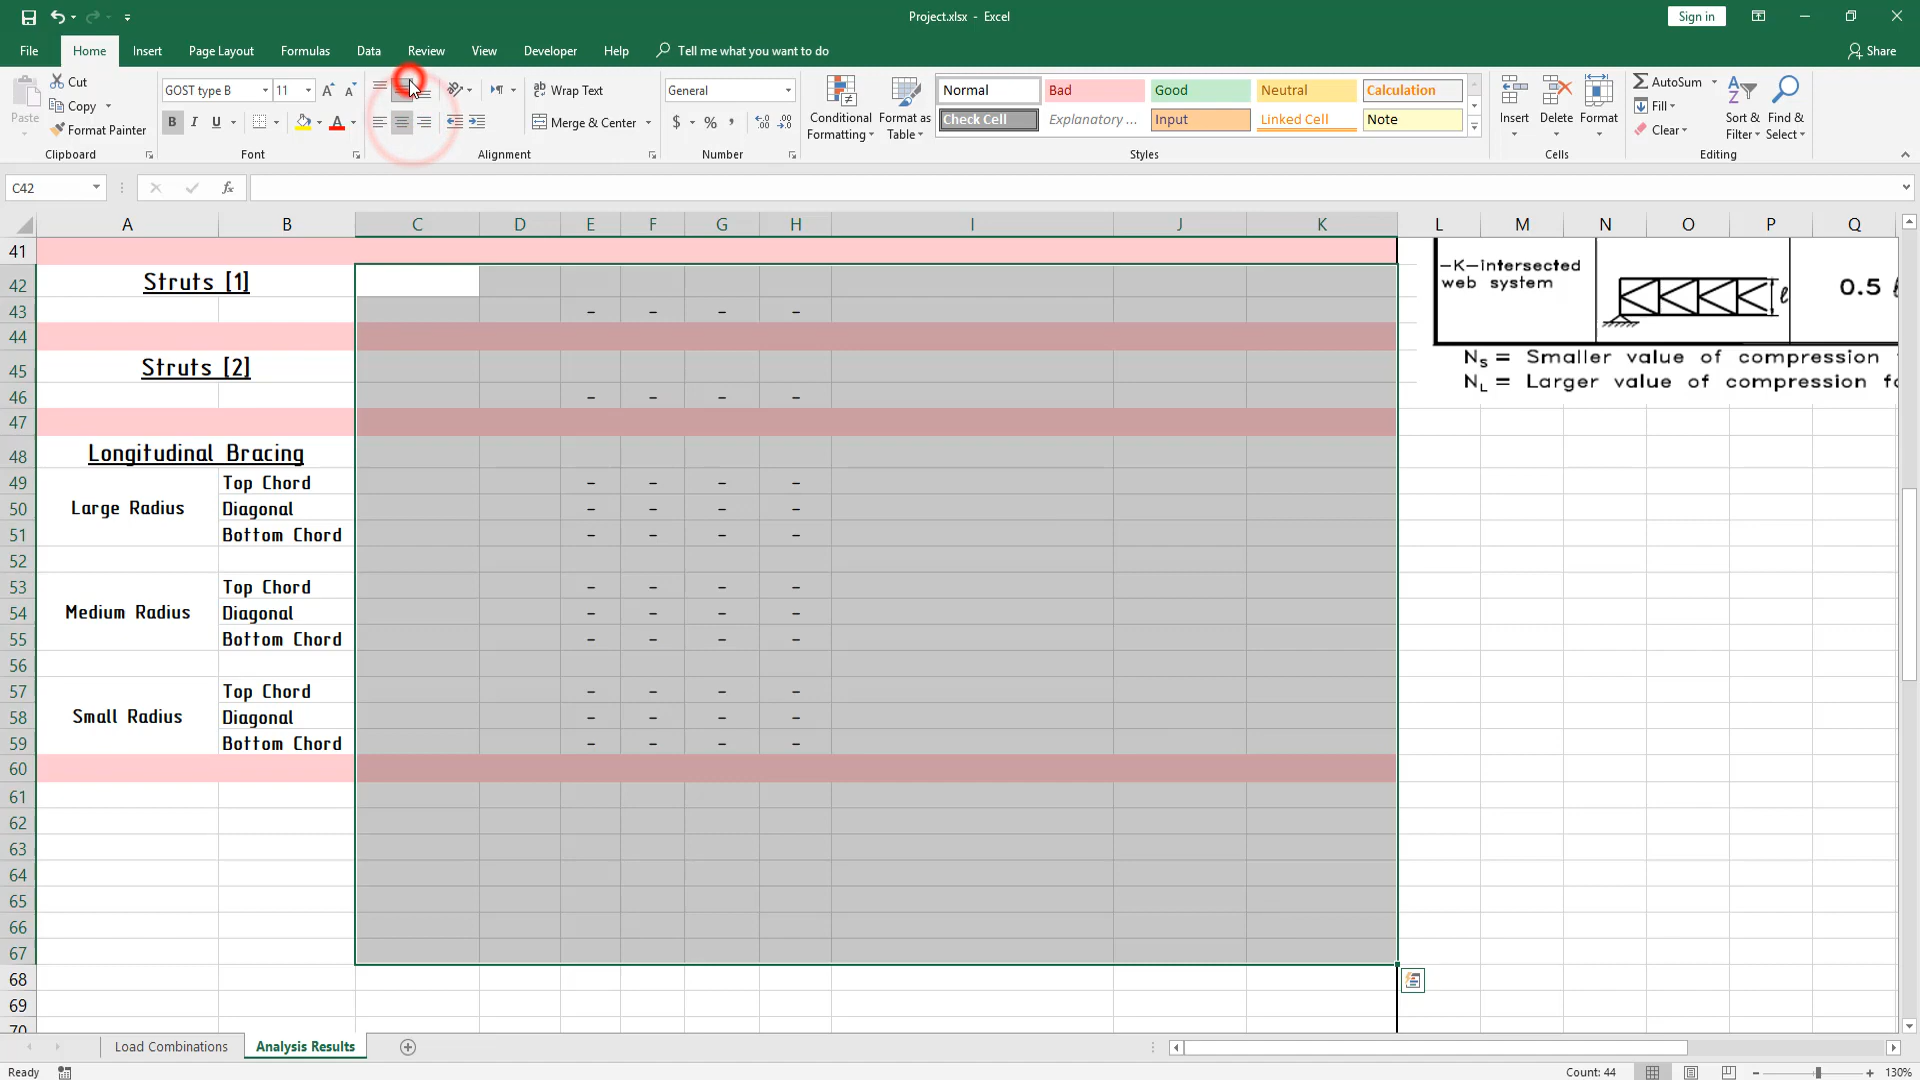 Project.xlsx - Excel
Sign in
File Home Insert Page Layout Formulas Data Review View Developer Help Tell me what you want to do Share
Paste
Cut
Copy
Format Painter
Clipboard
GOST type B 11
B I U
Font
Wrap Text
Merge & Center
Alignment
General
$ % ,
Number
Conditional Formatting
Format as Table
Normal Bad Good Neutral Calculation
Check Cell Explanatory ... Input Linked Cell Note
Styles
Insert Delete Format
Cells
AutoSum
Fill
Clear
Sort & Filter
Find & Select
Editing
C42 fx
A B C D E F G H I J K L M N O P Q
41
42 Struts [1]
43 - - - -
44
45 Struts [2]
46 - - - -
47
48 Longitudinal Bracing
49 Top Chord - - - -
50 Large Radius Diagonal - - - -
51 Bottom Chord - - - -
52
53 Top Chord - - - -
54 Medium Radius Diagonal - - - -
55 Bottom Chord - - - -
56
57 Top Chord - - - -
58 Small Radius Diagonal - - - -
59 Bottom Chord - - - -
60
61
62
63
64
65
66
67
68
69
70
-K-intersected
web system
ℓ
0.5 ℓ
NS = Smaller value of compression
NL = Larger value of compression
Load Combinations Analysis Results
Ready Count: 44 130%